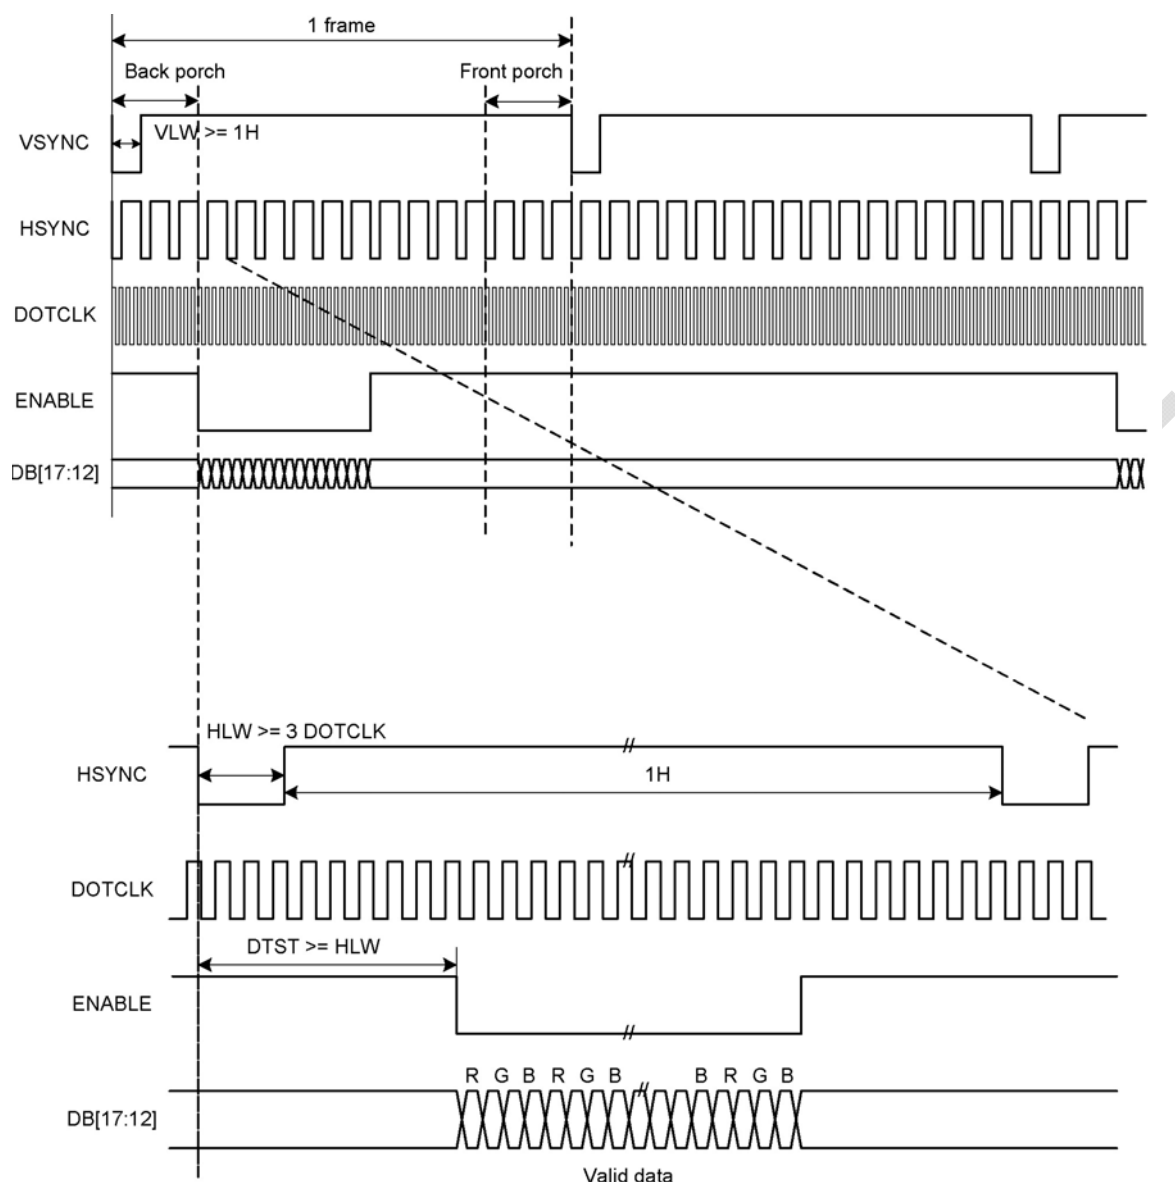 1 frame
Back porch
Front porch
VLW >= 1H
VSYNC
HSYNC
DOTCLK
ENABLE
DB[17:12]
HLW >= 3 DOTCLK
HSYNC
1H
DOTCLK
DTST >= HLW
ENABLE
R G B R G B // B R G B
DB[17:12]
Valid data